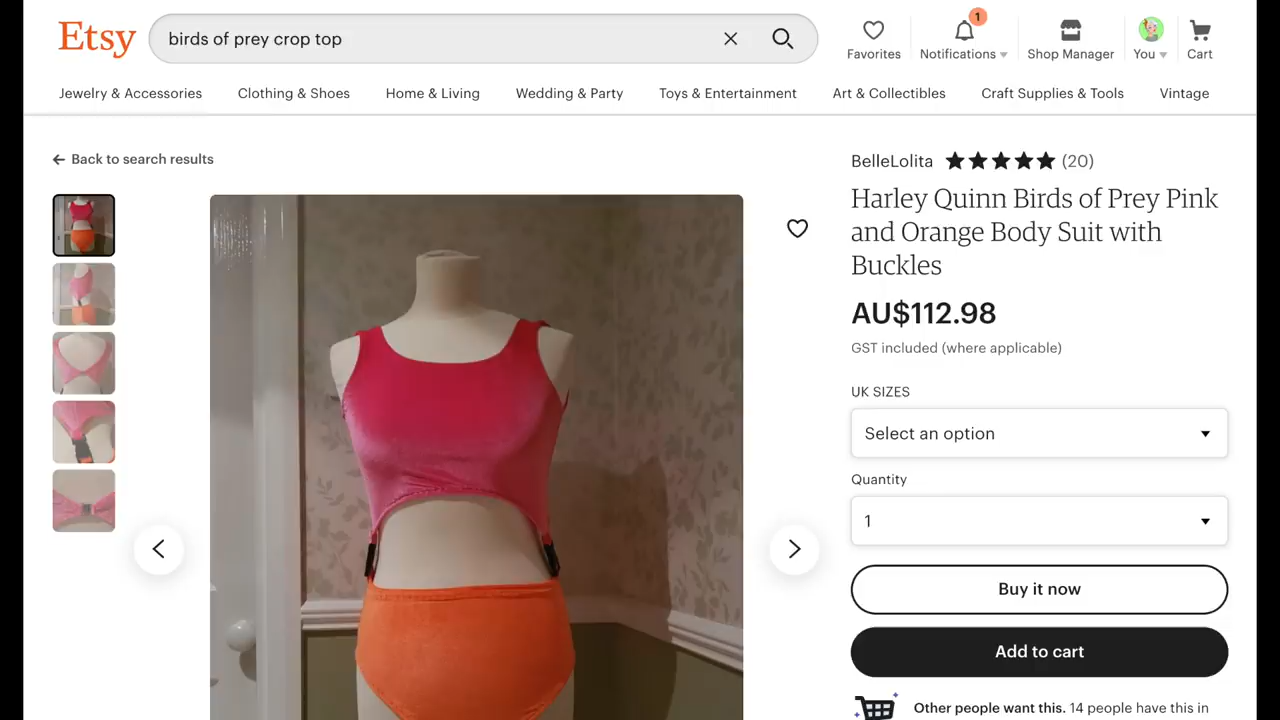 Etsy
birds of prey crop top
1
Favorites
Notifications
Shop Manager
You
Cart
Jewelry & Accessories
Clothing & Shoes
Home & Living
Wedding & Party
Toys & Entertainment
Art & Collectibles
Craft Supplies & Tools
Vintage
Back to search results
BelleLolita (20)
Harley Quinn Birds of Prey Pink
and Orange Body Suit with
Buckles
AU$112.98
GST included (where applicable)
UK SIZES
Select an option
Quantity
1
Buy it now
Add to cart
Other people want this. 14 people have this in